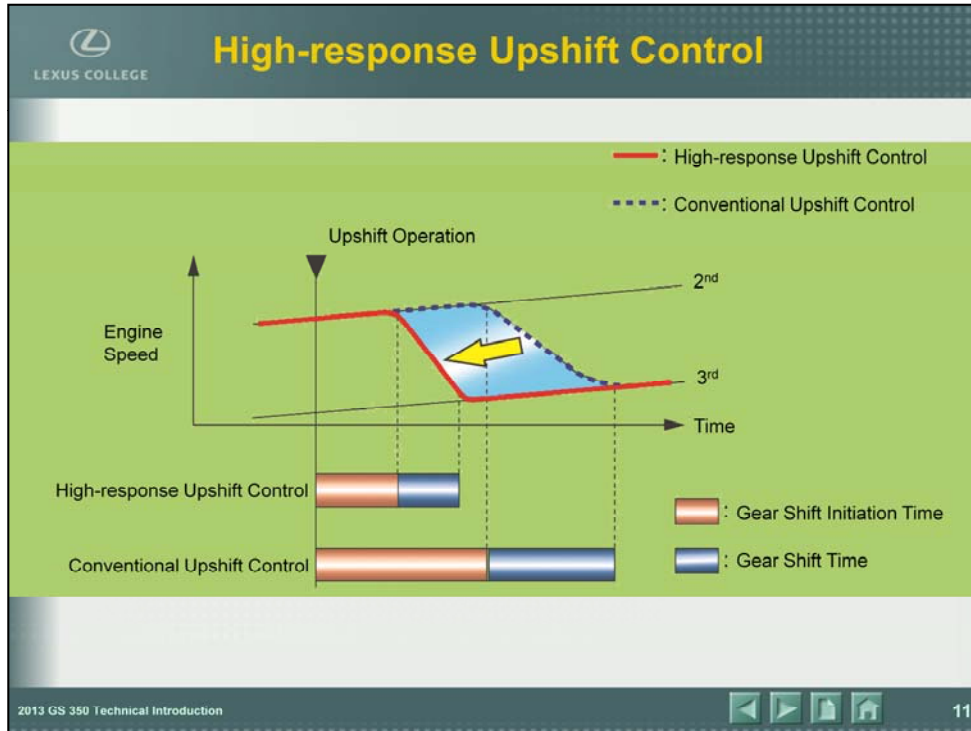 LEXUS COLLEGE
High-response Upshift Control
: High-response Upshift Control
: Conventional Upshift Control
Upshift Operation
2nd
Engine
Speed
3rd
Time
High-response Upshift Control
: Gear Shift Initiation Time
Conventional Upshift Control
: Gear Shift Time
2013 GS 350 Technical Introduction
11